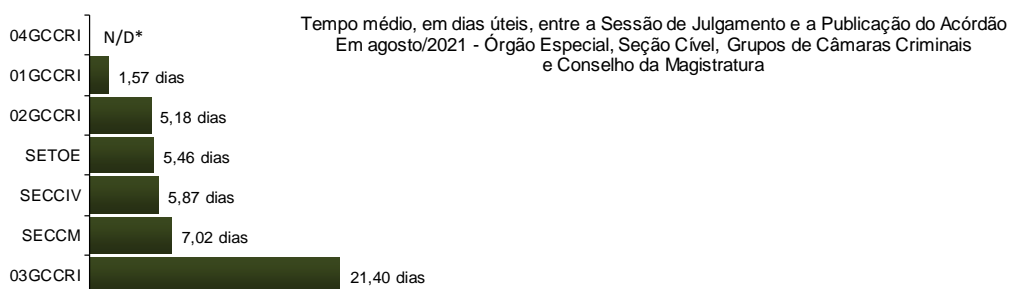 Tempo médio, em dias úteis, entre a Sessão de Julgamento e a Publicação do Acórdão
Em agosto/2021 - Órgão Especial, Seção Cível, Grupos de Câmaras Criminais
e Conselho da Magistratura
04GCCRI N/D*
01GCCRI 1,57 dias
02GCCRI 5,18 dias
SETOE 5,46 dias
SECCIV 5,87 dias
SECCM 7,02 dias
03GCCRI 21,40 dias